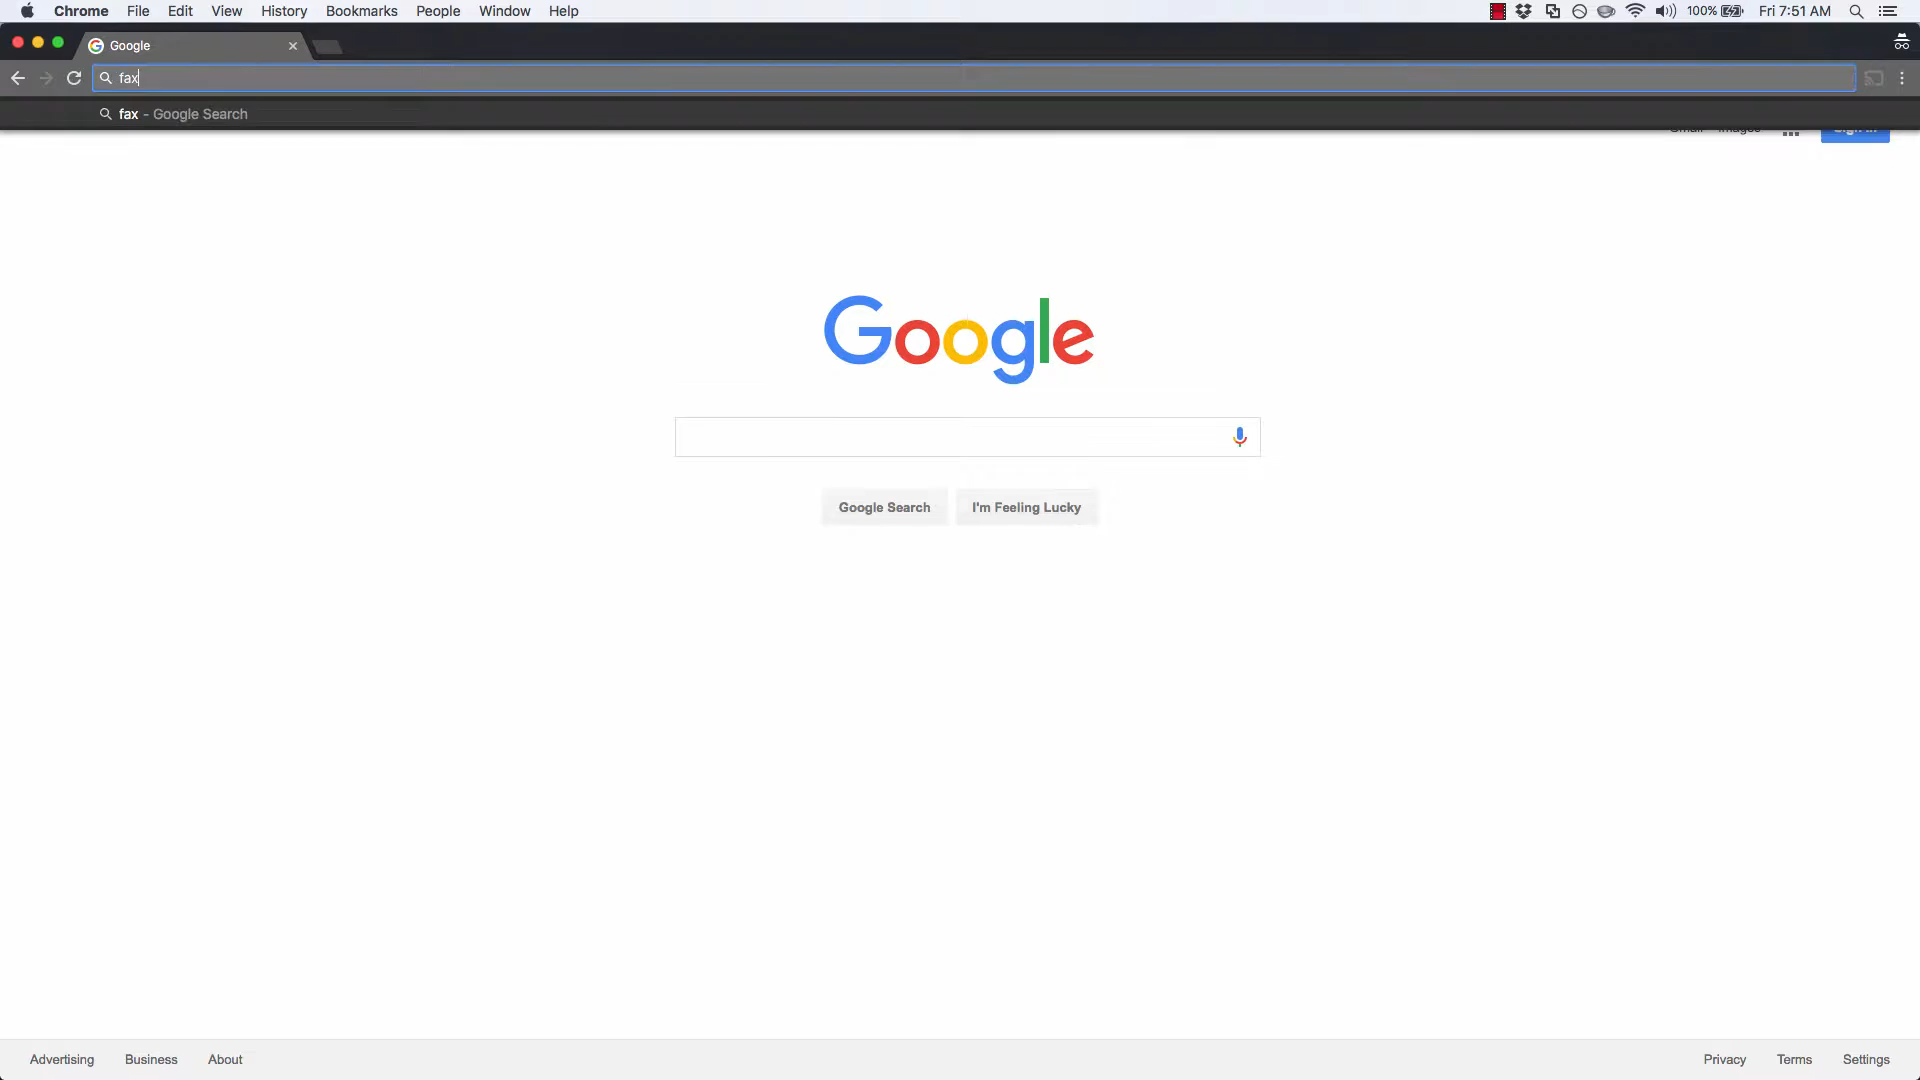 Chrome File Edit View History Bookmarks People Window Help 100% Fri 7:51 AM
Google
fax
fax - Google Search
Gmail Images Sign in
Google
Google Search I'm Feeling Lucky
Advertising Business About Privacy Terms Settings